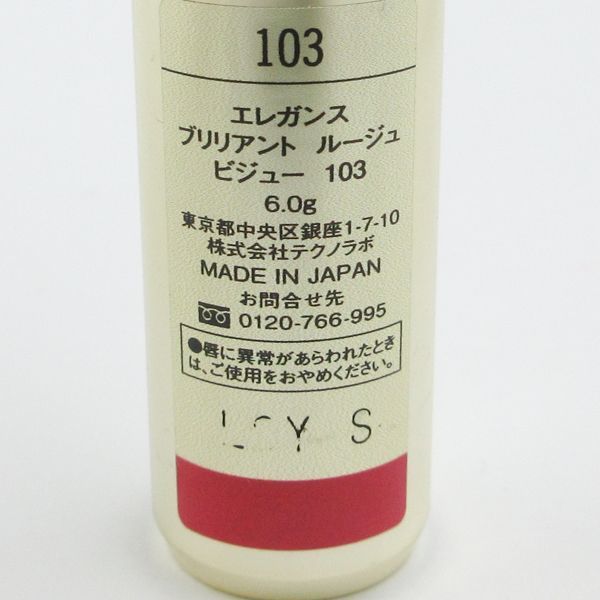 103
エレガンス
ブリリアント ルージュ
ビジュー 103
6.0g
東京都中央区銀座1-7-10
株式会社テクノラボ
MADE IN JAPAN
お問合せ先
0120-766-995
●唇に異常があらわれたとき
は、ご使用をおやめください。